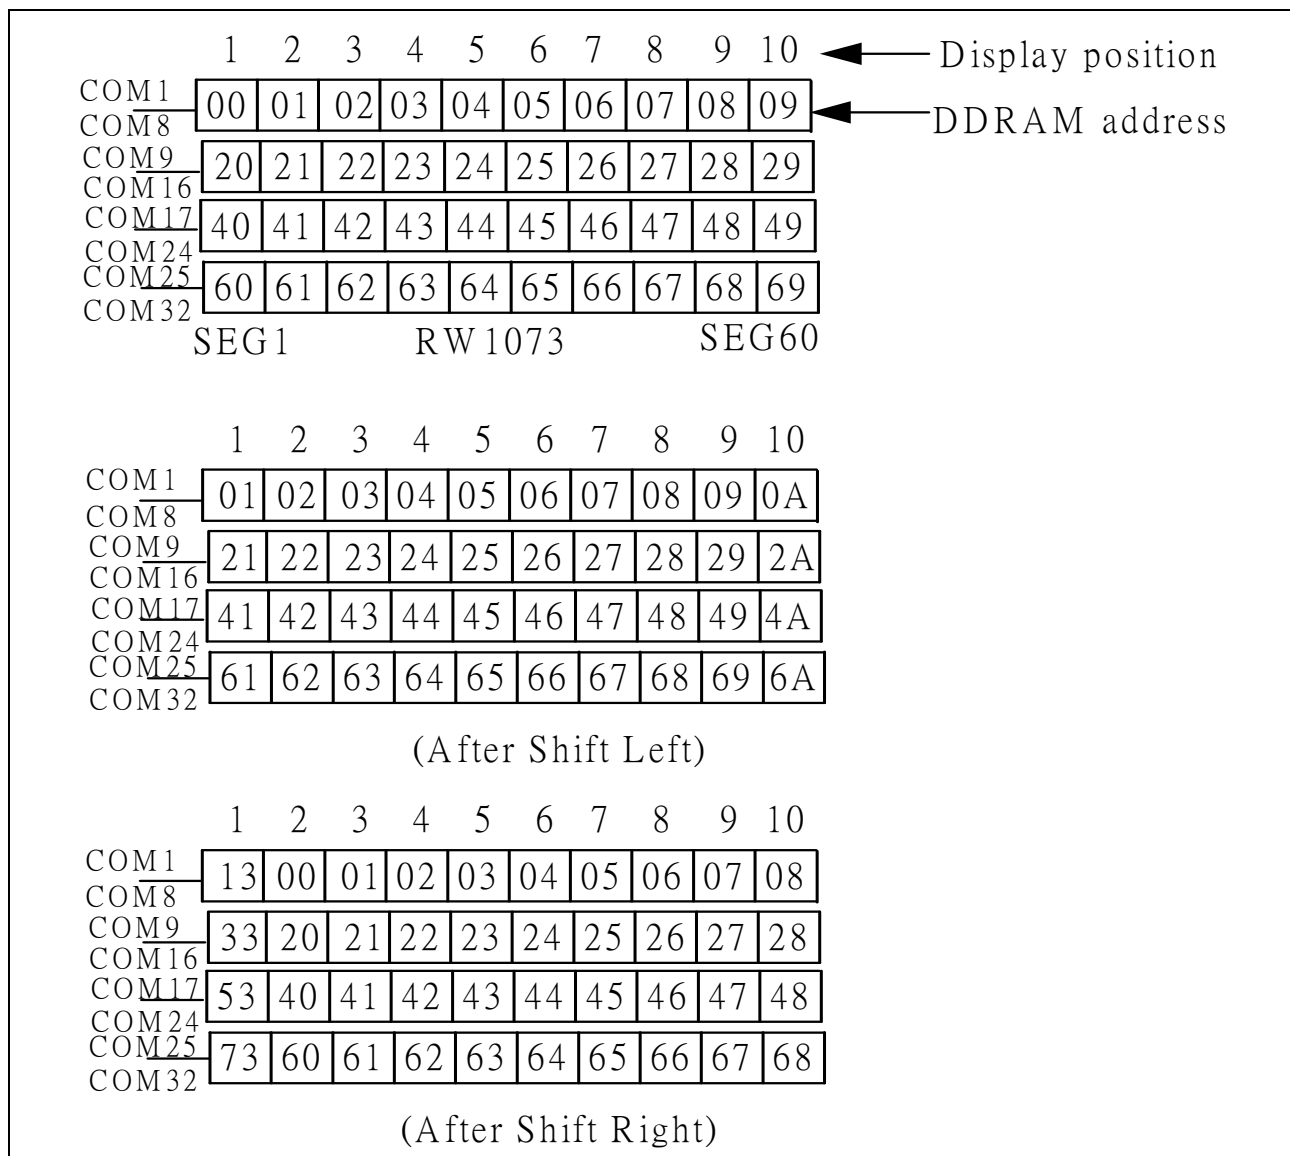 1 2 3 4 5 6 7 8 9 10 Display position
COM1
00 01 02 03 04 05 06 07 08 09 DDRAM address
COM8
COM9
20 21 22 23 24 25 26 27 28 29
COM16
COM17
40 41 42 43 44 45 46 47 48 49
COM24
COM25
60 61 62 63 64 65 66 67 68 69
COM32
SEG1 RW1073 SEG60
1 2 3 4 5 6 7 8 9 10
COM1
01 02 03 04 05 06 07 08 09 0A
COM8
COM9
21 22 23 24 25 26 27 28 29 2A
COM16
COM17
41 42 43 44 45 46 47 48 49 4A
COM24
COM25
61 62 63 64 65 66 67 68 69 6A
COM32
(After Shift Left)
1 2 3 4 5 6 7 8 9 10
COM1
13 00 01 02 03 04 05 06 07 08
COM8
COM9
33 20 21 22 23 24 25 26 27 28
COM16
COM17
53 40 41 42 43 44 45 46 47 48
COM24
COM25
73 60 61 62 63 64 65 66 67 68
COM32
(After Shift Right)